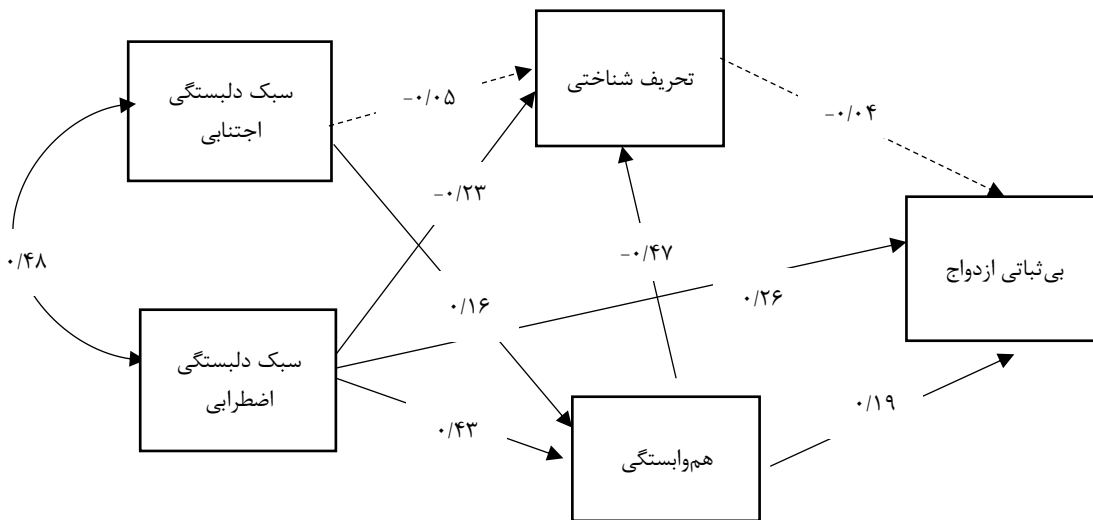 سبک دلبستگی
اجتنابی
تحریف شناختی
-۰/۰۵
-۰/۰۴
-۰/۲۳
۰/۴۸
-۰/۴۷
بی‌ثباتی ازدواج
۰/۱۶
۰/۲۶
سبک دلبستگی
اضطرابی
۰/۴۳
هم‌وابستگی
۰/۱۹